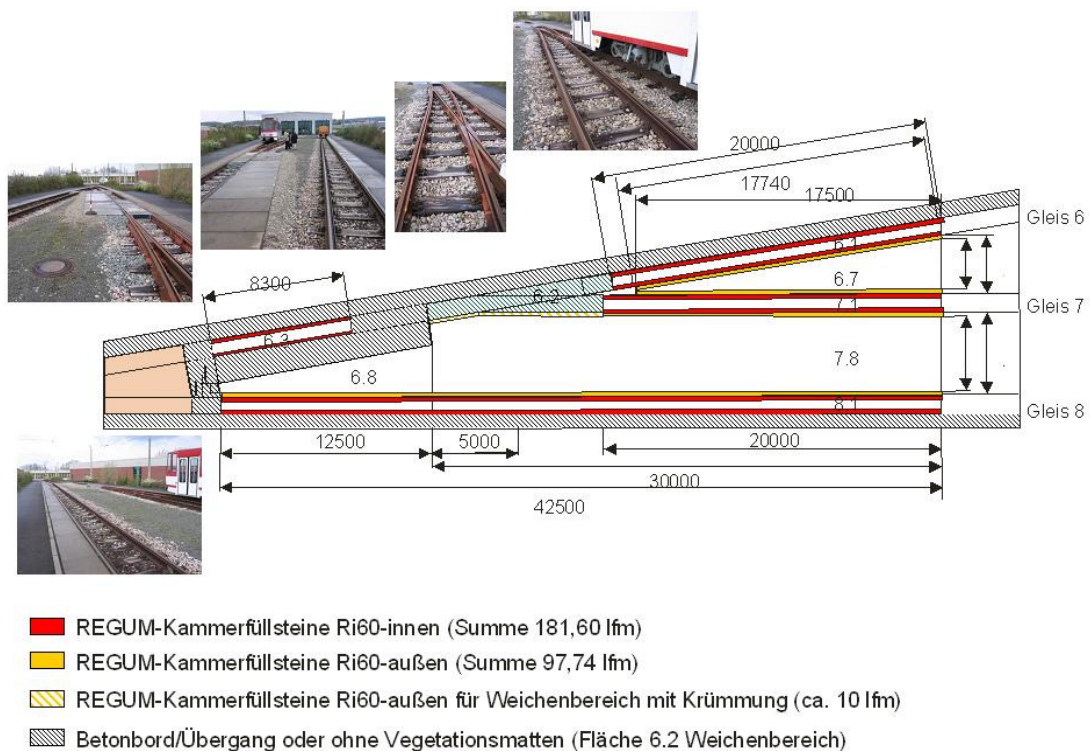 20000
17740
17500
Gleis 6
6.1
8300
6.7
6.2
Gleis 7
7.1
6.3
7.8
6.8
Gleis 8
8.1
12500
5000
20000
30000
42500
REGUM-Kammerfüllsteine Ri60-innen (Summe 181,60 lfm)
REGUM-Kammerfüllsteine Ri60-außen (Summe 97,74 lfm)
REGUM-Kammerfüllsteine Ri60-außen für Weichenbereich mit Krümmung (ca. 10 lfm)
Betonbord/Übergang oder ohne Vegetationsmatten (Fläche 6.2 Weichenbereich)